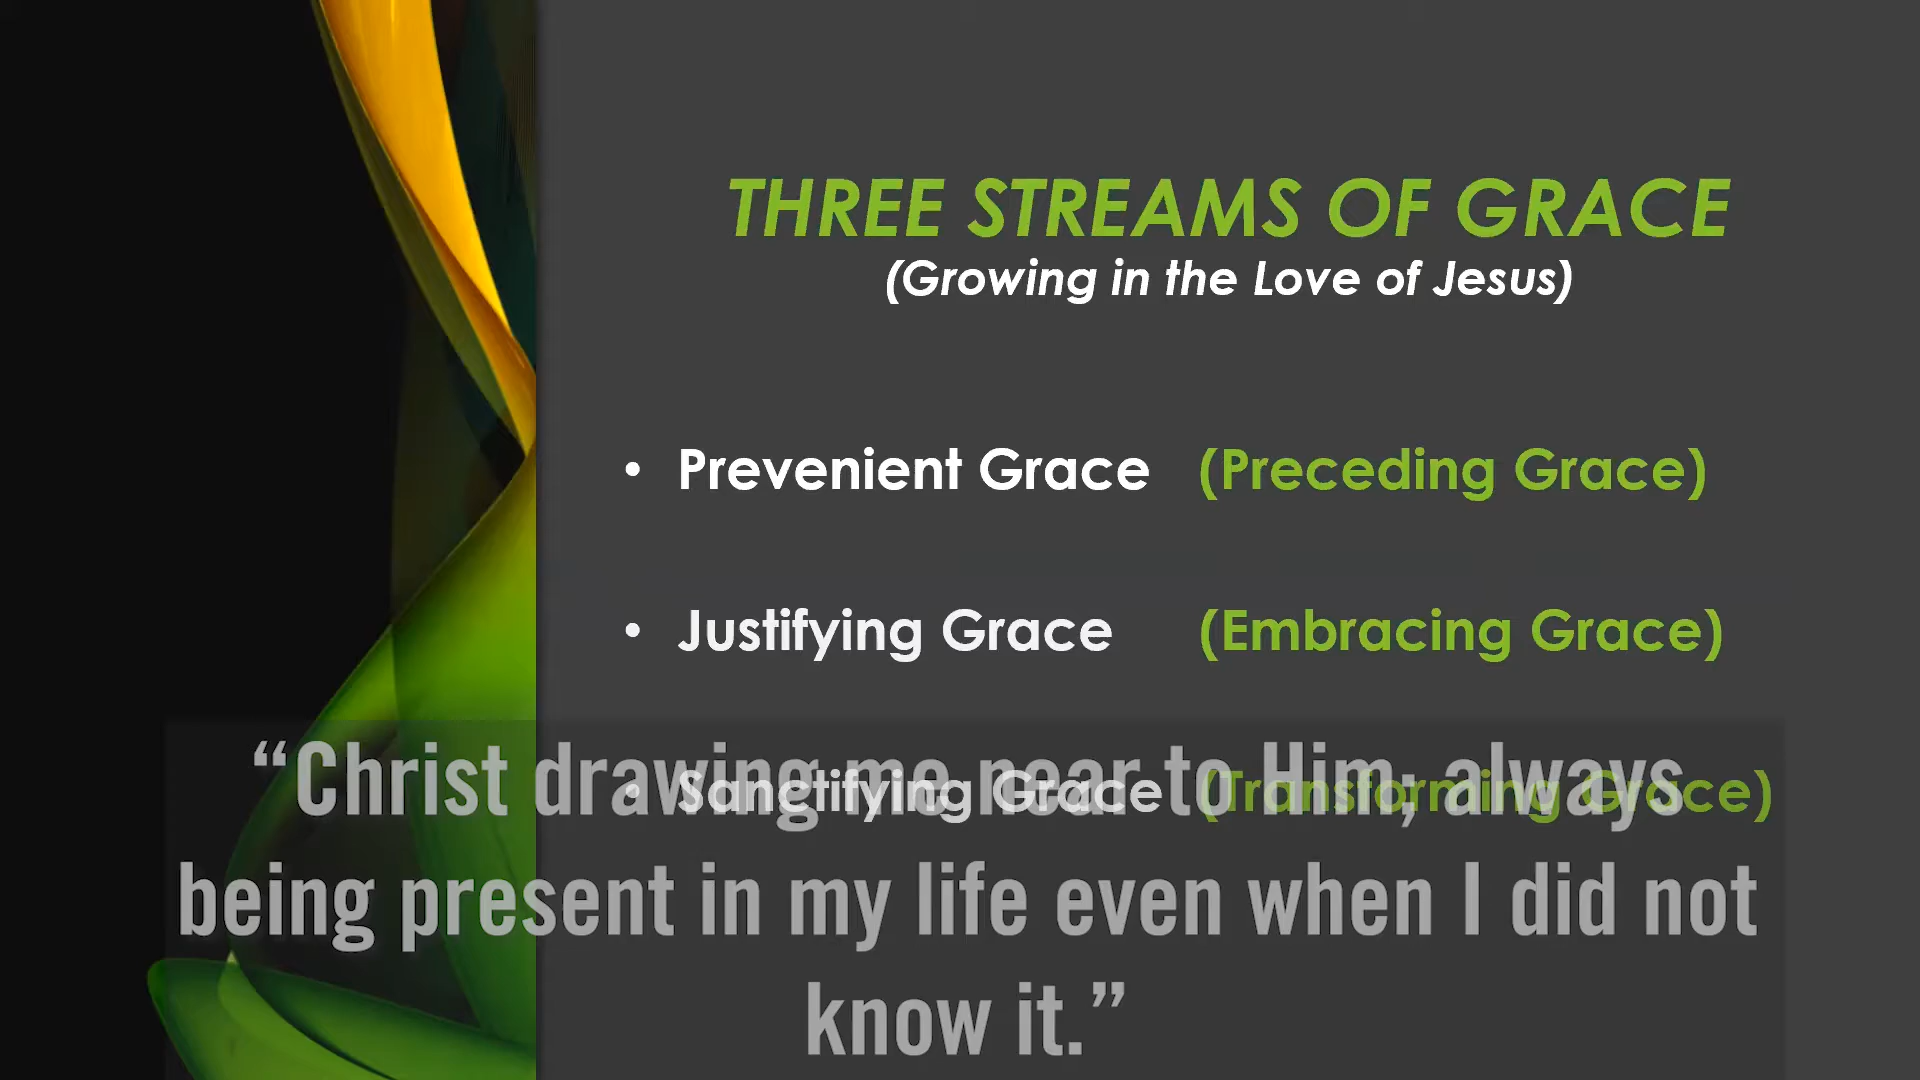 THREE STREAMS OF GRACE
(Growing in the Love of Jesus)
• Prevenient Grace (Preceding Grace)
• Justifying Grace (Embracing Grace)
• Sanctifying Grace (Transforming Grace)
“Christ drawing me near to Him; always
being present in my life even when I did not
know it.”